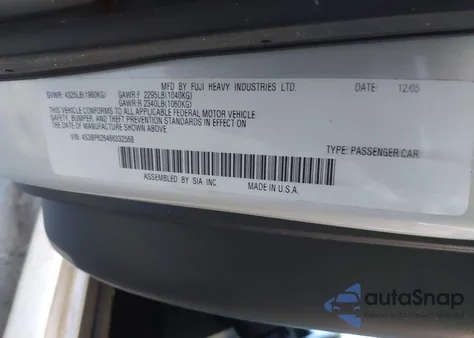 MFD BY FUJI HEAVY INDUSTRIES LTD. DATE: 12/05
GVWR: 4325LB(1960KG) GAWR:F 2295LB(1040KG)
GAWR:R 2340LB(1060KG)
THIS VEHICLE CONFORMS TO ALL APPLICABLE FEDERAL MOTOR VEHICLE
SAFETY, BUMPER, AND THEFT PREVENTION STANDARDS IN EFFECT
ON THE DATE OF MANUFACTURE SHOWN ABOVE.
VIN: TYPE: PASSENGER CAR
ASSEMBLED BY SIA INC. MADE IN U.S.A.
autoSnap